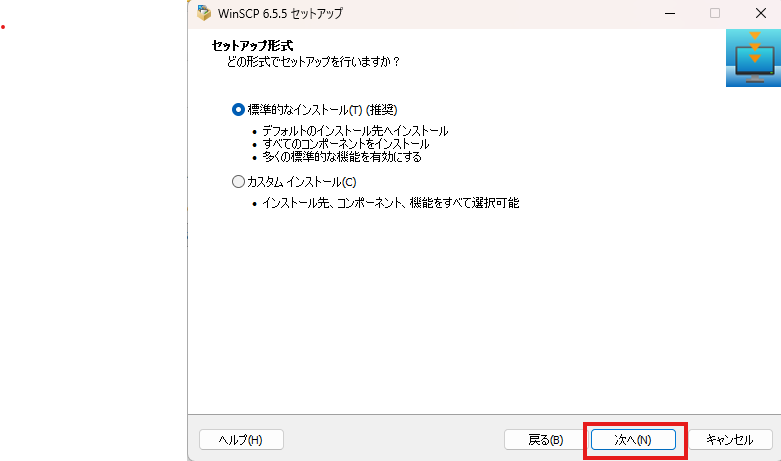 WinSCP 6.5.5 セットアップ
セットアップ形式
どの形式でセットアップを行いますか？
標準的なインストール(T) (推奨)
• デフォルトのインストール先へインストール
• すべてのコンポーネントをインストール
• 多くの標準的な機能を有効にする
カスタム インストール(C)
• インストール先、コンポーネント、機能をすべて選択可能
ヘルプ(H)
戻る(B)
次へ(N)
キャンセル